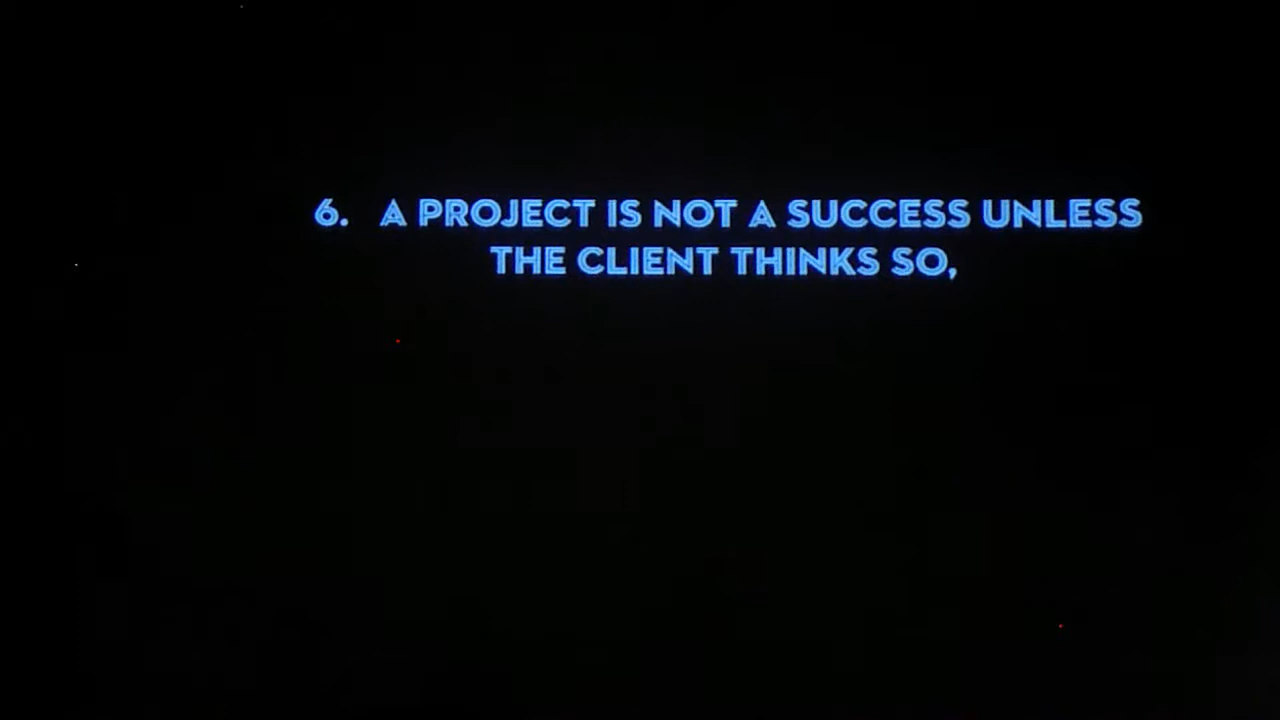 6. A PROJECT IS NOT A SUCCESS UNLESS
THE CLIENT THINKS SO,